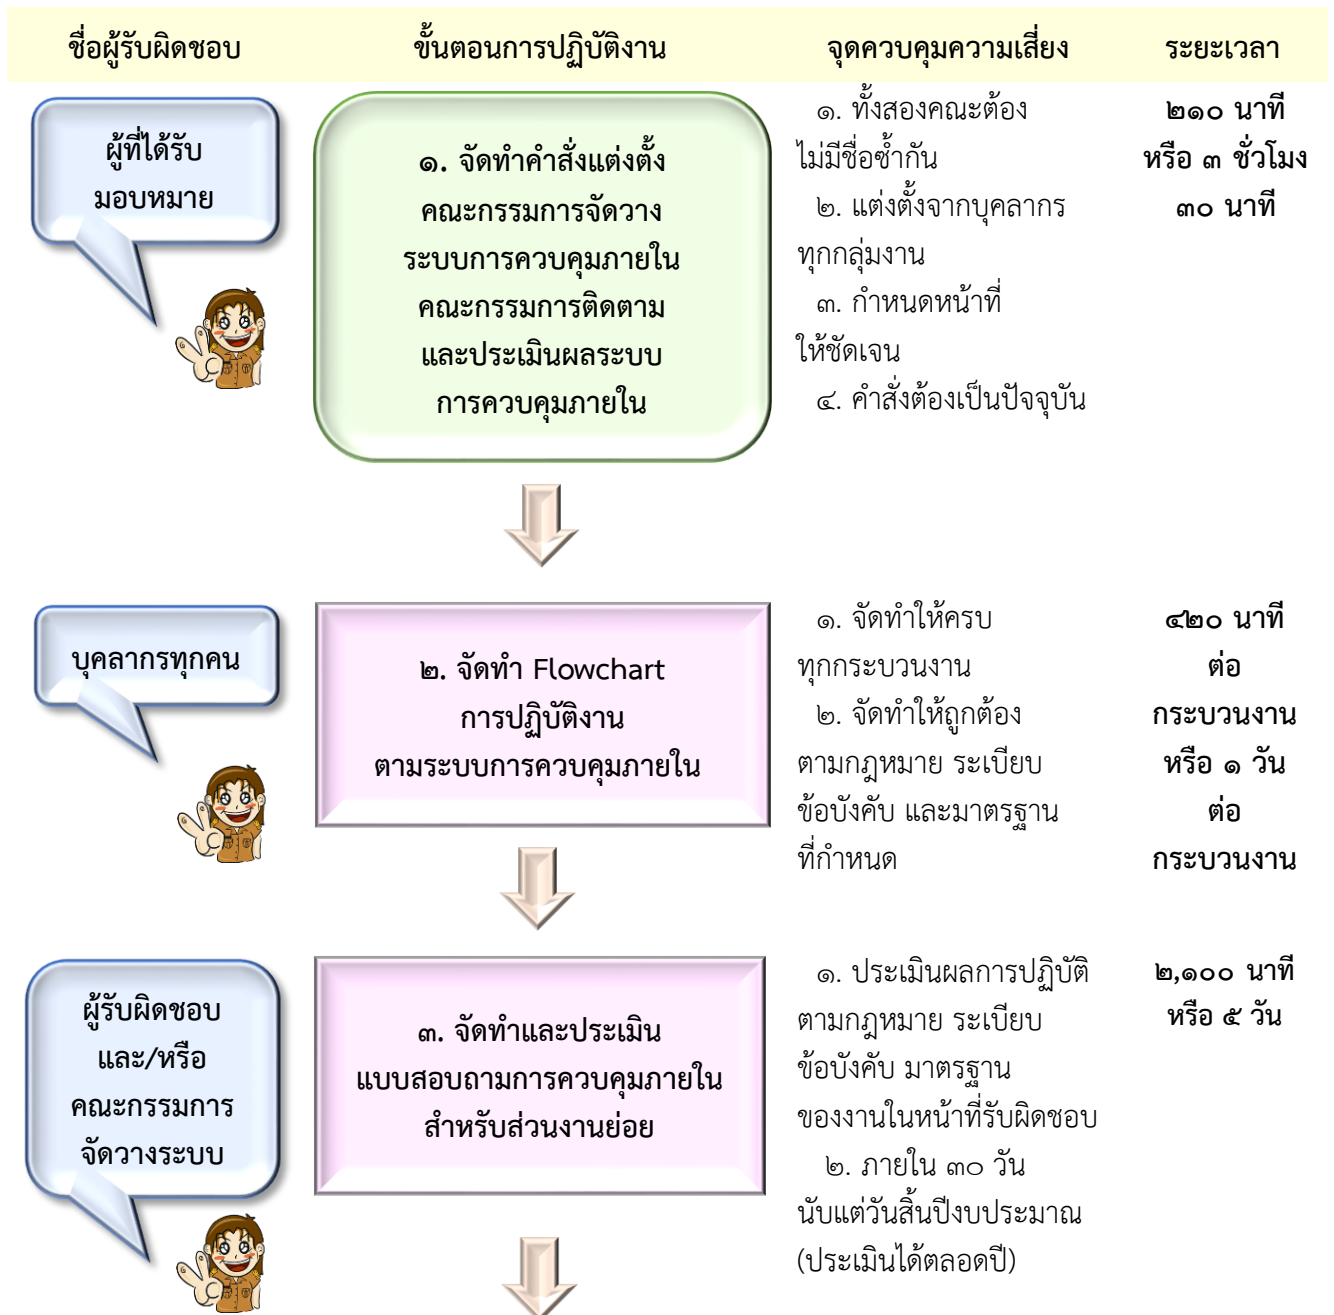 ชื่อผู้รับผิดชอบ
ขั้นตอนการปฏิบัติงาน
จุดควบคุมความเสี่ยง
ระยะเวลา
ผู้ที่ได้รับ
มอบหมาย
๑. จัดทำคำสั่งแต่งตั้ง
คณะกรรมการจัดวาง
ระบบการควบคุมภายใน
คณะกรรมการติดตาม
และประเมินผลระบบ
การควบคุมภายใน
๑. ทั้งสองคณะต้อง
ไม่มีชื่อซ้ำกัน
๒. แต่งตั้งจากบุคลากร
ทุกกลุ่มงาน
๓. กำหนดหน้าที่
ให้ชัดเจน
๔. คำสั่งต้องเป็นปัจจุบัน
๒๑๐ นาที
หรือ ๓ ชั่วโมง
๓๐ นาที
บุคลากรทุกคน
๒. จัดทำ Flowchart
การปฏิบัติงาน
ตามระบบการควบคุมภายใน
๑. จัดทำให้ครบ
ทุกกระบวนงาน
๒. จัดทำให้ถูกต้อง
ตามกฎหมาย ระเบียบ
ข้อบังคับ และมาตรฐาน
ที่กำหนด
๔๒๐ นาที
ต่อ
กระบวนงาน
หรือ ๑ วัน
ต่อ
กระบวนงาน
ผู้รับผิดชอบ
และ/หรือ
คณะกรรมการ
จัดวางระบบ
๓. จัดทำและประเมิน
แบบสอบถามการควบคุมภายใน
สำหรับส่วนงานย่อย
๑. ประเมินผลการปฏิบัติ
ตามกฎหมาย ระเบียบ
ข้อบังคับ มาตรฐาน
ของงานในหน้าที่รับผิดชอบ
๒. ภายใน ๓๐ วัน
นับแต่วันสิ้นปีงบประมาณ
(ประเมินได้ตลอดปี)
๒,๑๐๐ นาที
หรือ ๕ วัน